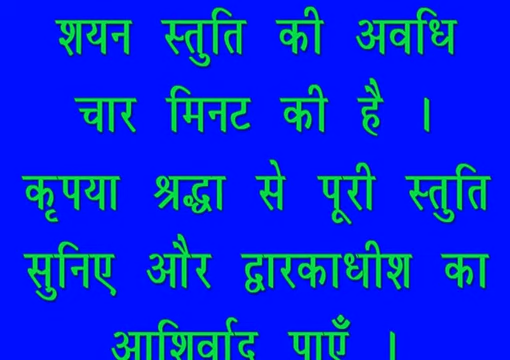 शयन स्तुति की अवधि
चार मिनट की है ।
कृपया श्रद्धा से पूरी स्तुति
सुनिए और द्वारकाधीश का
आशिर्वाद पाएँ ।